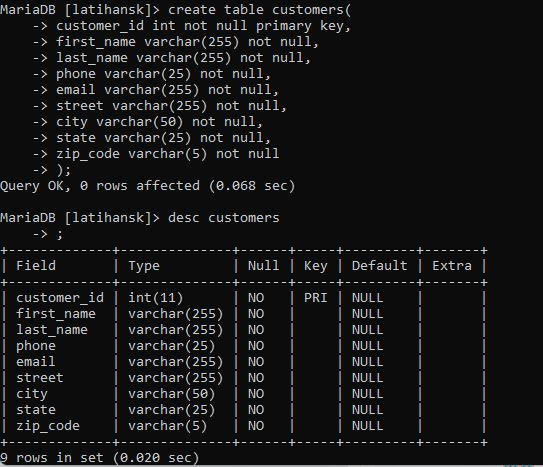 MariaDB [latihansk]> create table customers(
    -> customer_id int not null primary key,
    -> first_name varchar(255) not null,
    -> last_name varchar(255) not null,
    -> phone varchar(25) not null,
    -> email varchar(255) not null,
    -> street varchar(255) not null,
    -> city varchar(50) not null,
    -> state varchar(25) not null,
    -> zip_code varchar(5) not null
    -> );
Query OK, 0 rows affected (0.068 sec)

MariaDB [latihansk]> desc customers
    -> ;
+-------------+--------------+------+-----+---------+-------+
| Field       | Type         | Null | Key | Default | Extra |
+-------------+--------------+------+-----+---------+-------+
| customer_id | int(11)      | NO   | PRI | NULL    |       |
| first_name  | varchar(255) | NO   |     | NULL    |       |
| last_name   | varchar(255) | NO   |     | NULL    |       |
| phone       | varchar(25)  | NO   |     | NULL    |       |
| email       | varchar(255) | NO   |     | NULL    |       |
| street      | varchar(255) | NO   |     | NULL    |       |
| city        | varchar(50)  | NO   |     | NULL    |       |
| state       | varchar(25)  | NO   |     | NULL    |       |
| zip_code    | varchar(5)   | NO   |     | NULL    |       |
+-------------+--------------+------+-----+---------+-------+
9 rows in set (0.020 sec)